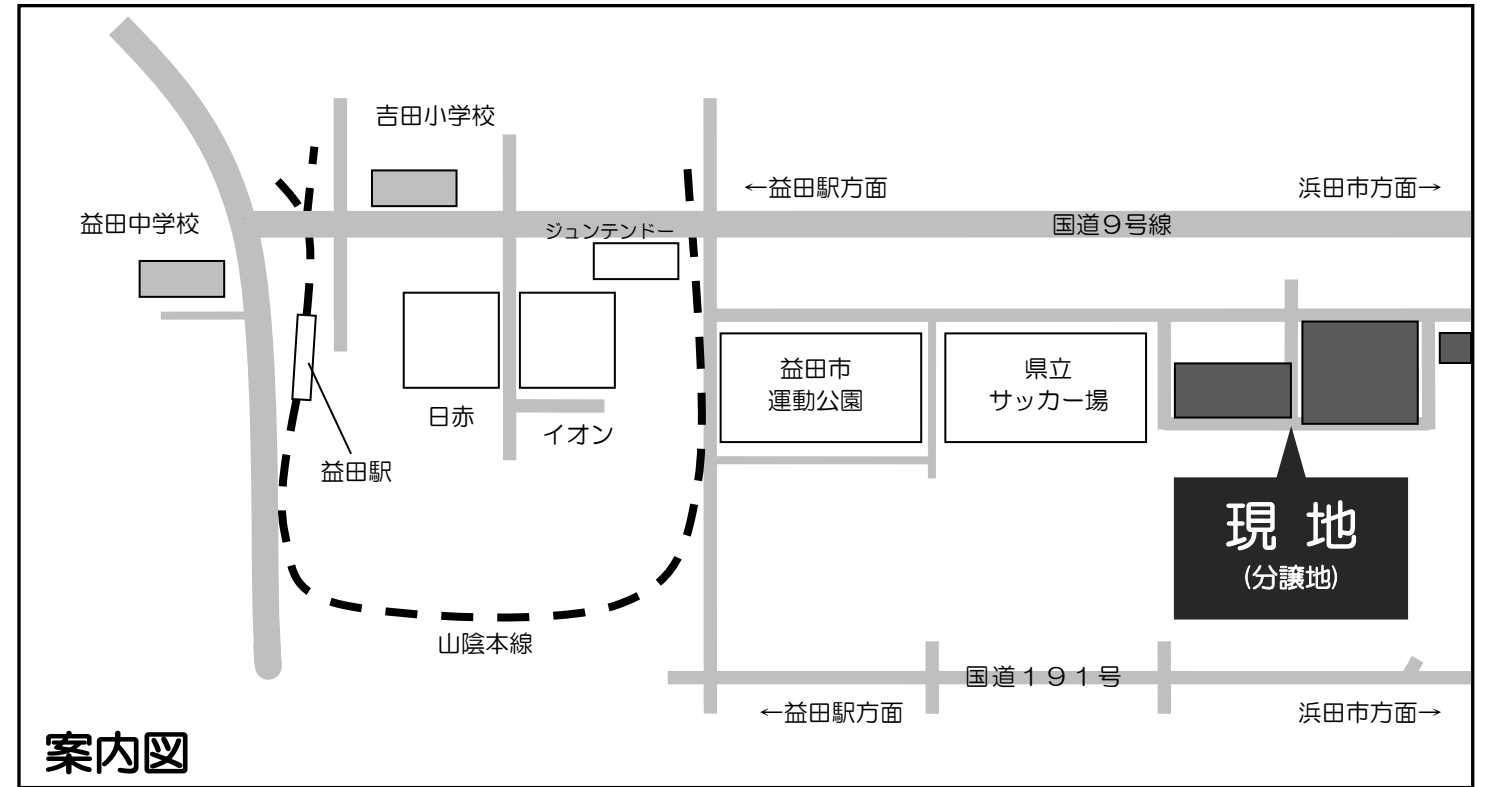 吉田小学校
←益田駅方面
浜田市方面→
益田中学校
国道９号線
ジュンテンドー
益田市
運動公園
県立
サッカー場
日赤
イオン
益田駅
現 地
(分譲地)
山陰本線
国道１９１号
←益田駅方面
浜田市方面→
案内図